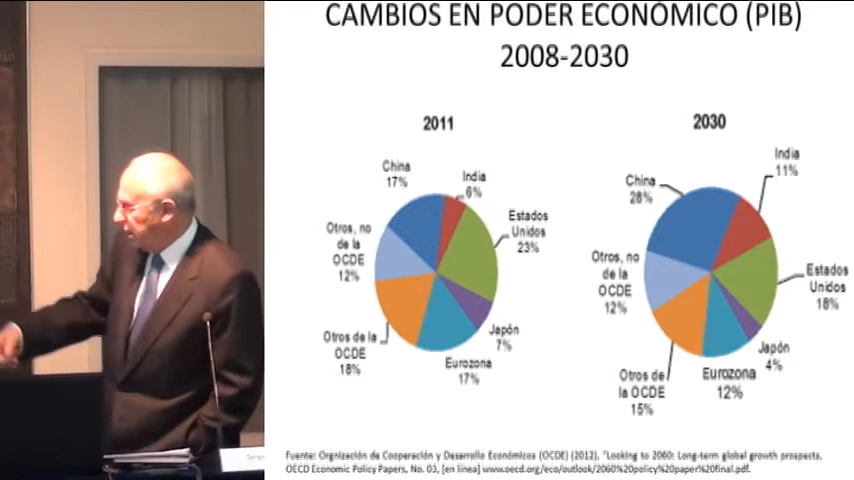 CAMBIOS EN PODER ECONÓMICO (PIB)
2008-2030
2011
China
17%
India
6%
Estados
Unidos
23%
Japón
7%
Eurozona
17%
Otros de la
OCDE
18%
Otros, no
de la
OCDE
12%
2030
China
28%
India
11%
Estados
Unidos
18%
Japón
4%
Eurozona
12%
Otros de
la OCDE
15%
Otros, no
de la
OCDE
12%
Fuente: Orgnización de Cooperación y Desarrollo Económicos (OCDE) (2012), "Looking to 2060: Long-term global growth prospects,
OECD Economic Policy Papers, No. 03, [en línea] www.oecd.org/eco/outlook/2060%20policy%20paper%20final.pdf.